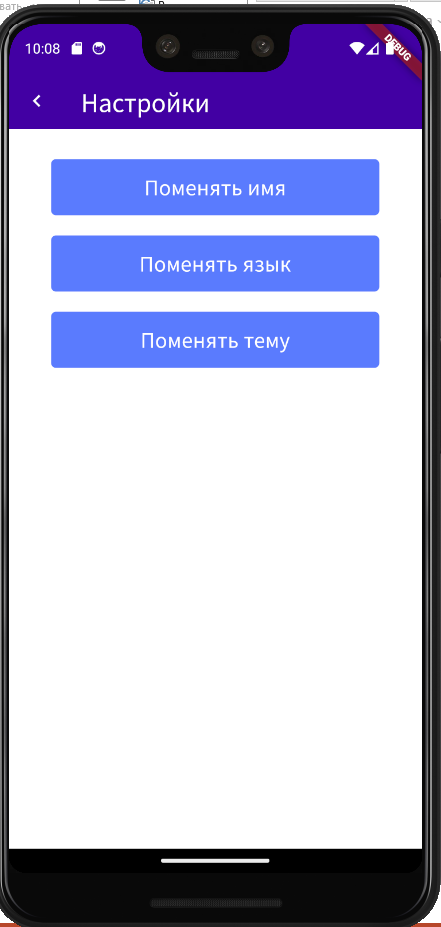 10:08
DEBUG
Настройки
Поменять имя
Поменять язык
Поменять тему